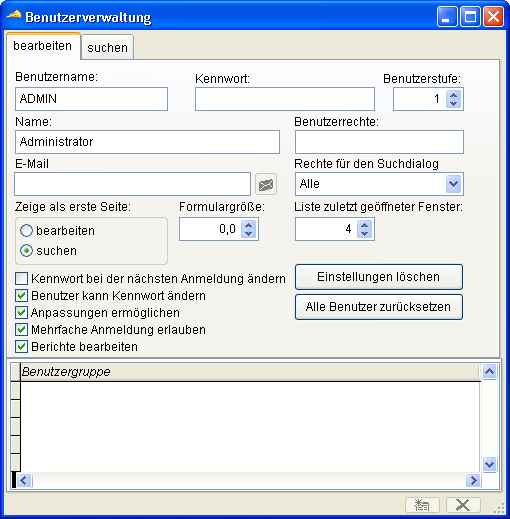 Benutzerverwaltung
bearbeiten suchen
Benutzername: Kennwort: Benutzerstufe:
ADMIN 1
Name: Benutzerrechte:
Administrator
E-Mail Rechte für den Suchdialog
Alle
Zeige als erste Seite: Formulargröße: Liste zuletzt geöffneter Fenster:
bearbeiten 0,0 4
suchen
Kennwort bei der nächsten Anmeldung ändern Einstellungen löschen
Benutzer kann Kennwort ändern
Anpassungen ermöglichen Alle Benutzer zurücksetzen
Mehrfache Anmeldung erlauben
Berichte bearbeiten
Benutzergruppe